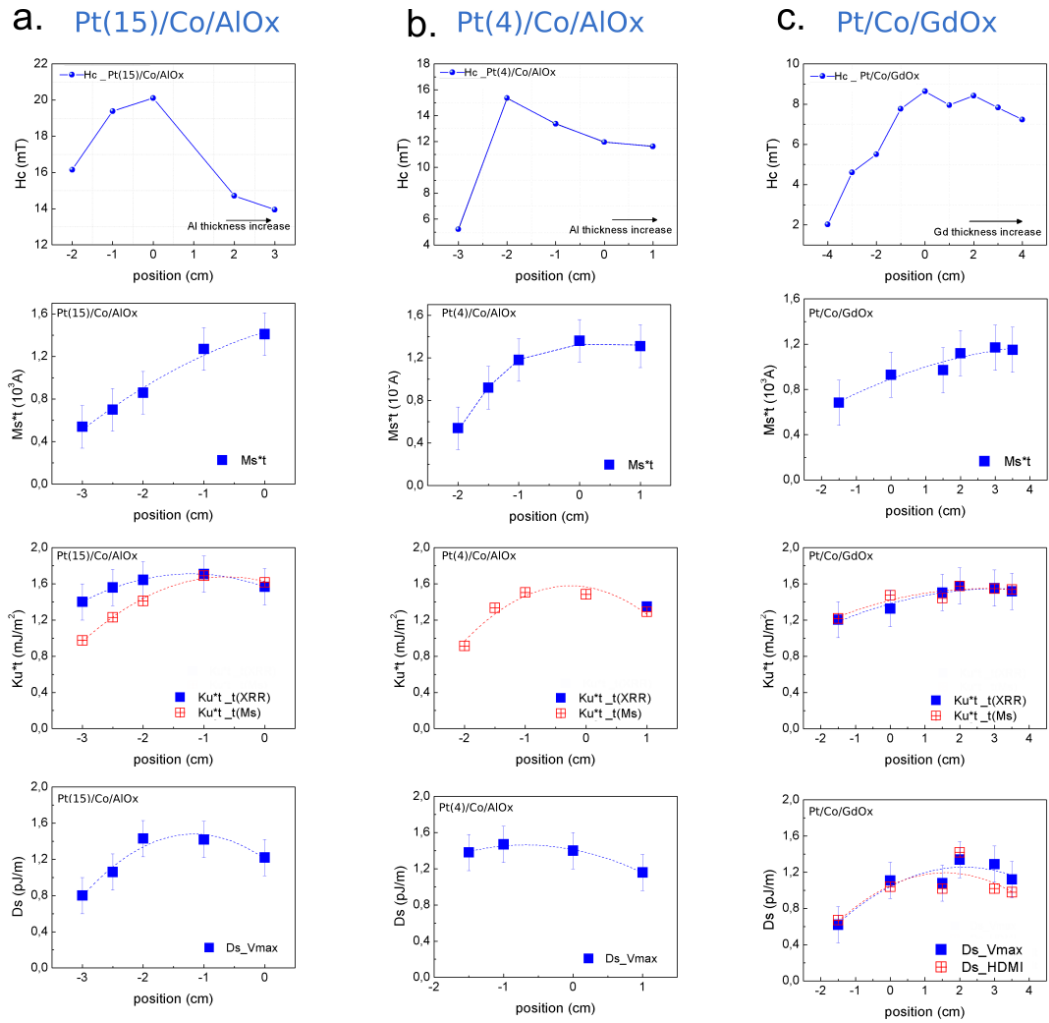 a. Pt(15)/Co/AlOx
b. Pt(4)/Co/AlOx
c. Pt/Co/GdOx
Hc _Pt(15)/Co/AlOx
22
20
18
16
14
12
Hc (mT)
Al thickness increase
-2 -1 0 1 2 3
position (cm)
Hc _Pt(4)/Co/AlOx
18
16
14
12
10
8
6
4
Hc (mT)
Al thickness increase
-3 -2 -1 0 1
position (cm)
Hc _ Pt/Co/GdOx
10
8
6
4
2
Hc (mT)
Gd thickness increase
-4 -2 0 2 4
position (cm)
Pt(15)/Co/AlOx
1,6
1,2
0,8
0,4
0,0
Ms*t (10³A)
Ms*t
-3 -2 -1 0
position (cm)
Pt(4)/Co/AlOx
1,6
1,2
0,8
0,4
0,0
Ms*t (10⁻A)
Ms*t
-2 -1 0 1
position (cm)
Pt/Co/GdOx
1,6
1,2
0,8
0,4
0,0
Ms*t (10³A)
Ms*t
-2 -1 0 1 2 3 4
position (cm)
Pt(15)/Co/AlOx
2,0
1,6
1,2
0,8
0,4
0,0
Ku*t (mJ/m²)
Ku*t _t(XRR)
Ku*t _t(Ms)
-3 -2 -1 0
position (cm)
Pt(4)/Co/AlOx
2,0
1,6
1,2
0,8
0,4
0,0
Ku*t (mJ/m²)
Ku*t _t(XRR)
Ku*t _t(Ms)
-2 -1 0 1
position (cm)
Pt/Co/GdOx
2,0
1,6
1,2
0,8
0,4
0,0
Ku*t (mJ/m²)
Ku*t _t(XRR)
Ku*t _t(Ms)
-2 -1 0 1 2 3 4
position (cm)
Pt(15)/Co/AlOx
2,0
1,6
1,2
0,8
0,4
0,0
Ds (pJ/m)
Ds_Vmax
-3 -2 -1 0
position (cm)
Pt(4)/Co/AlOx
2,0
1,6
1,2
0,8
0,4
0,0
Ds (pJ/m)
Ds_Vmax
-2 -1 0 1
position (cm)
Pt/Co/GdOx
2,0
1,6
1,2
0,8
0,4
0,0
Ds (pJ/m)
Ds_Vmax
Ds_HDMI
-2 -1 0 1 2 3 4
position (cm)